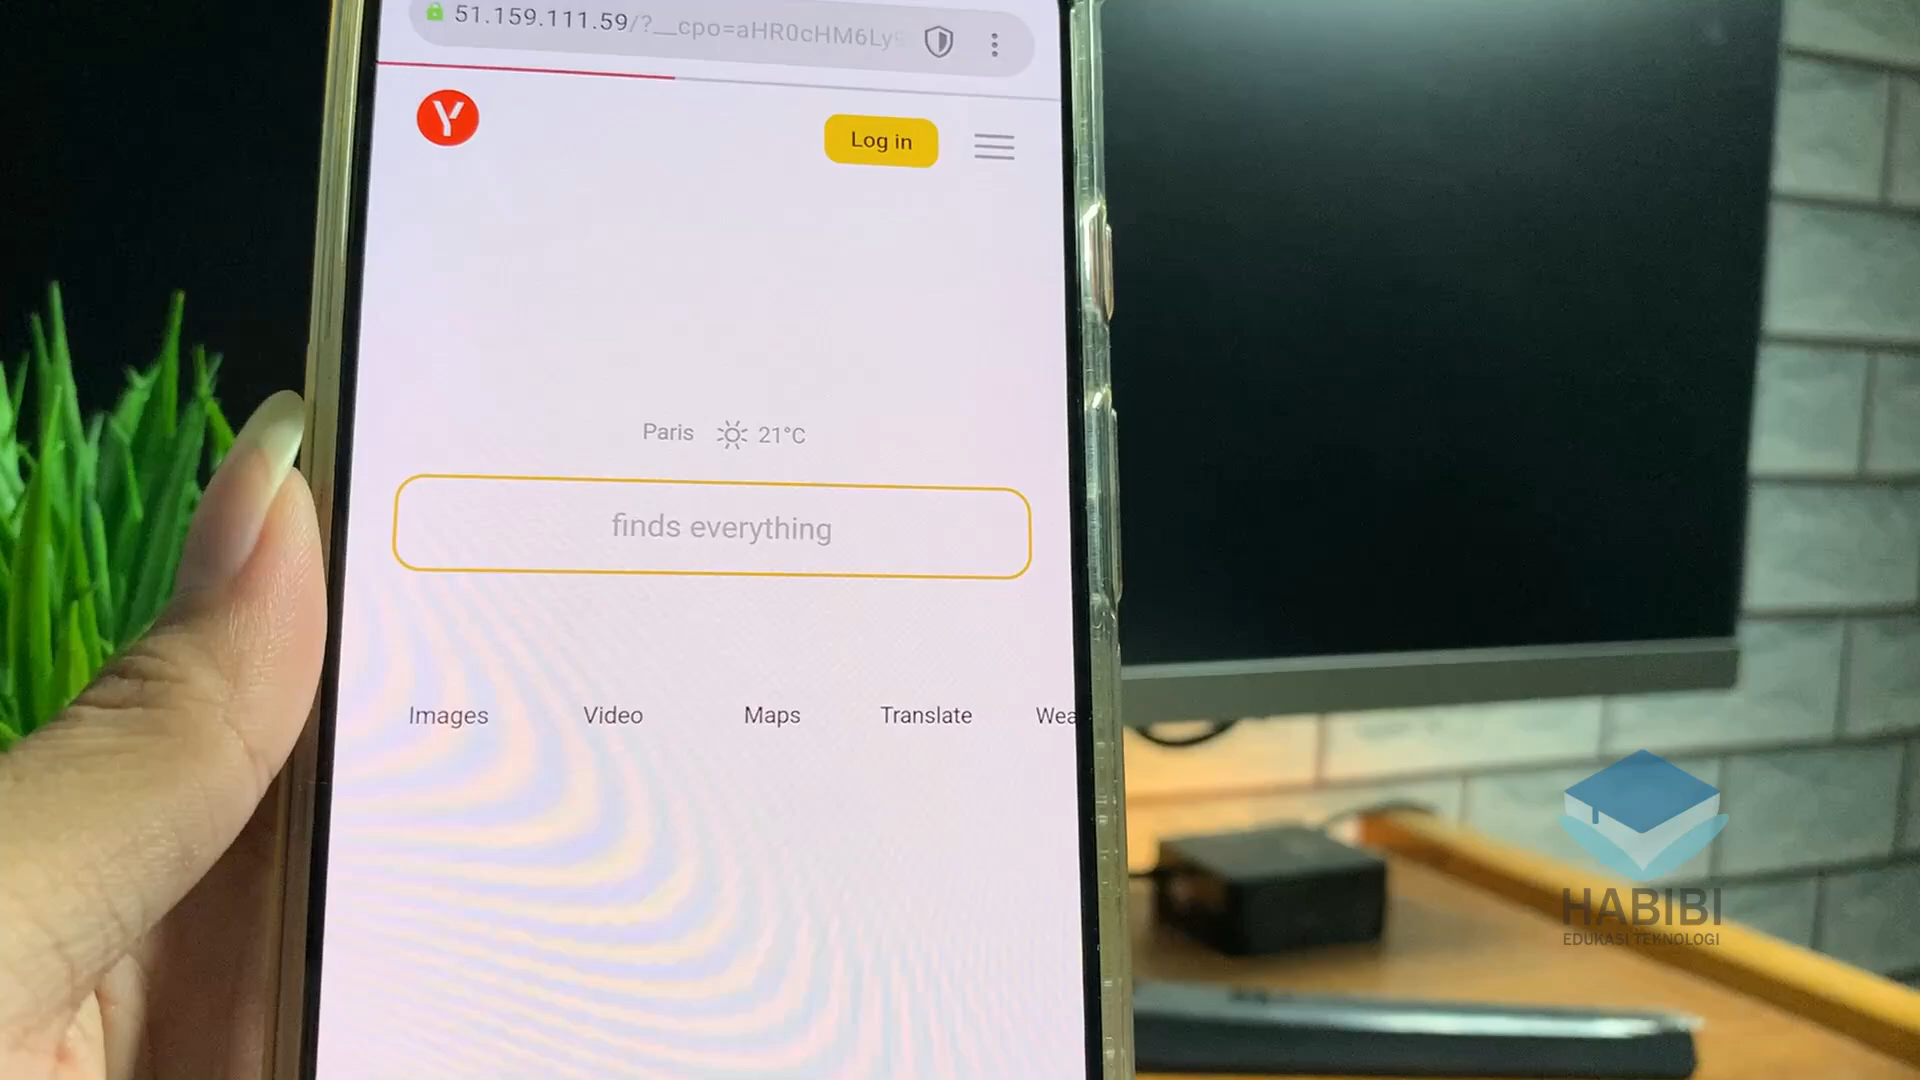 51.159.111.59/?__cpo=aHR0cHM6Ly
Y
Log in
Paris 21°C
finds everything
Images Video Maps Translate Wea
HABIBI
EDUKASI TEKNOLOGI